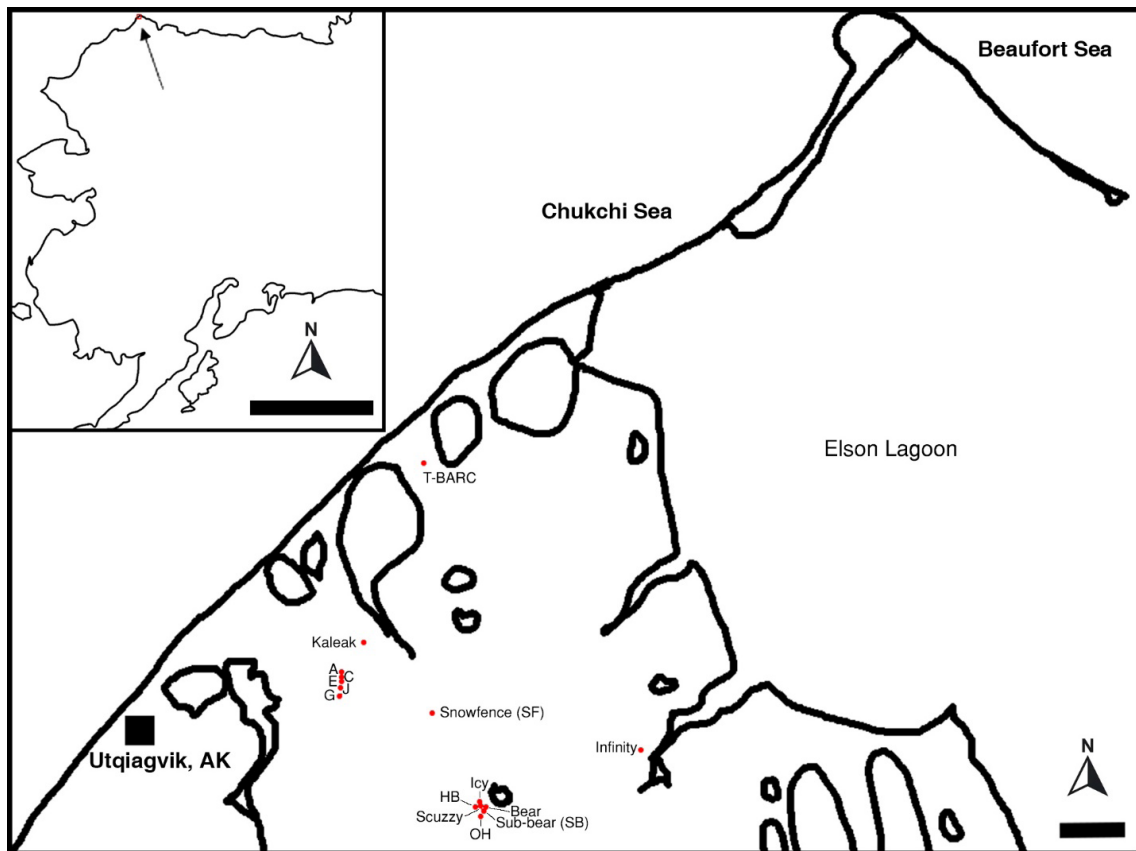 N
Beaufort Sea
Chukchi Sea
Elson Lagoon
T-BARC
Kaleak
A
C
E
J
G
Snowfence (SF)
Infinity
Utqiagvik, AK
Icy
HB
Bear
Scuzzy
Sub-bear (SB)
OH
N